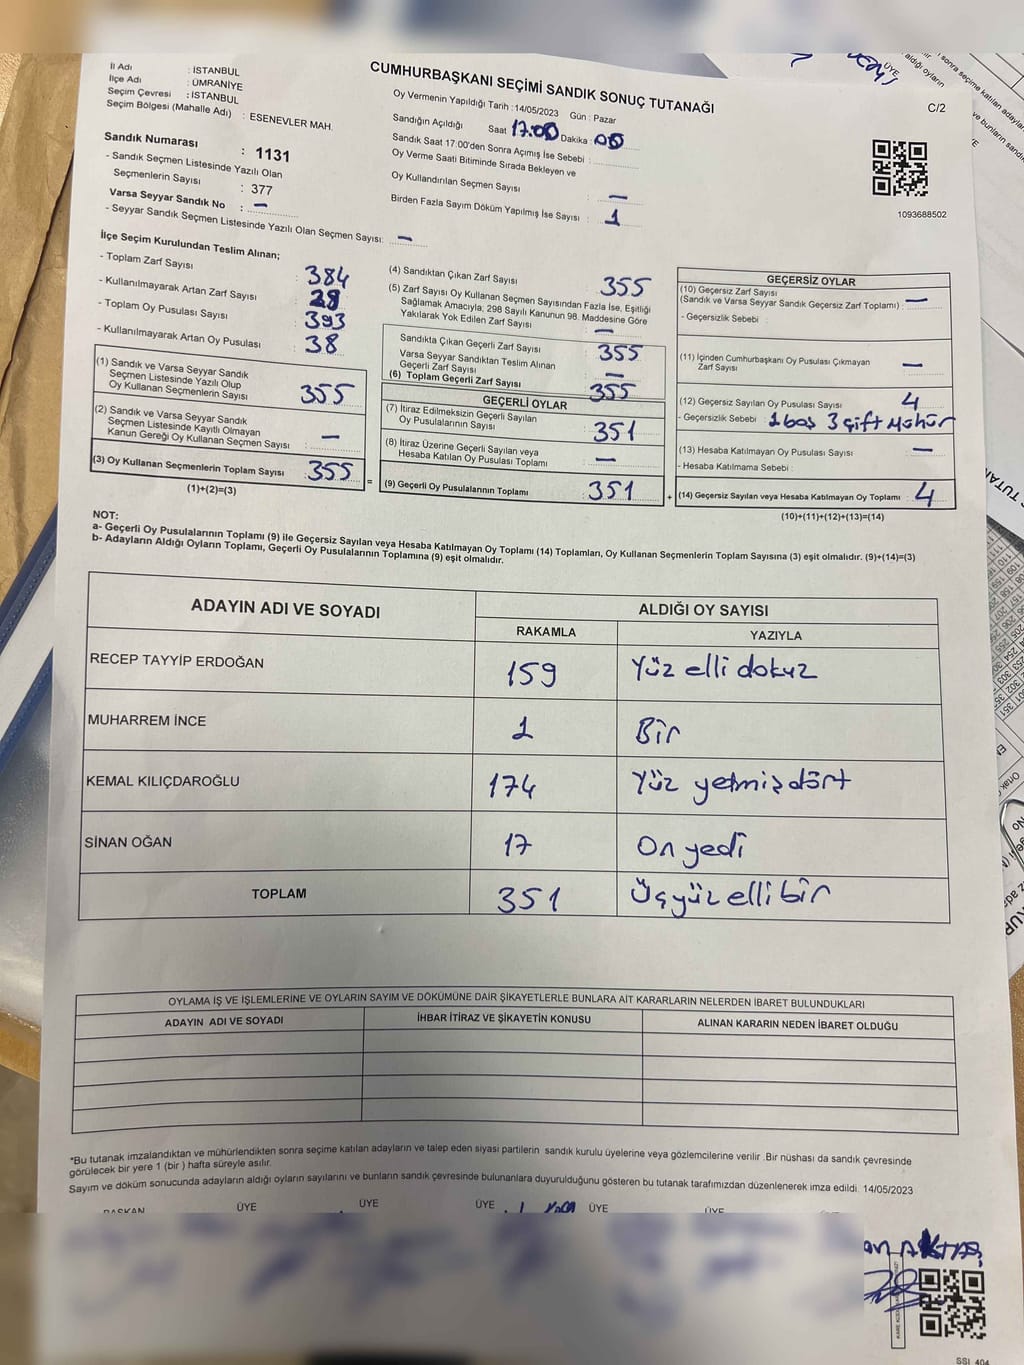 İl Adı : İSTANBUL
İlçe Adı : ÜMRANİYE
Seçim Çevresi : İSTANBUL
Seçim Bölgesi (Mahalle Adı) : ESENEVLER MAH.
Sandık Numarası : 1131
- Sandık Seçmen Listesinde Yazılı Olan
Seçmenlerin Sayısı : 377
Varsa Seyyar Sandık No : –
- Seyyar Sandık Seçmen Listesinde Yazılı Olan Seçmen Sayısı: –
CUMHURBAŞKANI SEÇİMİ SANDIK SONUÇ TUTANAĞI
C/2
Oy Vermenin Yapıldığı Tarih : 14/05/2023 Gün : Pazar
Sandığın Açıldığı Saat 17:00 Dakika : 00
Sandık Saat 17.00'den Sonra Açımış İse Sebebi :
Oy Verme Saati Bitiminde Sırada Bekleyen ve
Oy Kullandırılan Seçmen Sayısı : –
Birden Fazla Sayım Döküm Yapılmış İse Sayısı : 1
1093688502
İlçe Seçim Kurulundan Teslim Alınan;
- Toplam Zarf Sayısı : 384
- Kullanılmayarak Artan Zarf Sayısı : 29
- Toplam Oy Pusulası Sayısı : 393
- Kullanılmayarak Artan Oy Pusulası : 38
(1) Sandık ve Varsa Seyyar Sandık
Seçmen Listesinde Yazılı Olup
Oy Kullanan Seçmenlerin Sayısı : 355
(2) Sandık ve Varsa Seyyar Sandık
Seçmen Listesinde Kayıtlı Olmayan
Kanun Gereği Oy Kullanan Seçmen Sayısı : –
(3) Oy Kullanan Seçmenlerin Toplam Sayısı : 355
(1)+(2)=(3)
(4) Sandıktan Çıkan Zarf Sayısı : 355
(5) Zarf Sayısı Oy Kullanan Seçmen Sayısından Fazla İse, Eşitliği
Sağlamak Amacıyla, 298 Sayılı Kanunun 98. Maddesine Göre
Yakılarak Yok Edilen Zarf Sayısı : –
Sandıkta Çıkan Geçerli Zarf Sayısı : 355
Varsa Seyyar Sandıktan Teslim Alınan
Geçerli Zarf Sayısı : –
(6) Toplam Geçerli Zarf Sayısı 355
GEÇERLİ OYLAR
(7) İtiraz Edilmeksizin Geçerli Sayılan
Oy Pusulalarının Sayısı : 351
(8) İtiraz Üzerine Geçerli Sayılan veya
Hesaba Katılan Oy Pusulası Toplamı : –
= (9) Geçerli Oy Pusulalarının Toplamı : 351
GEÇERSİZ OYLAR
(10) Geçersiz Zarf Sayısı
(Sandık ve Varsa Seyyar Sandık Geçersiz Zarf Toplamı) : –
- Geçersizlik Sebebi :
(11) İçinden Cumhurbaşkanı Oy Pusulası Çıkmayan
Zarf Sayısı : –
(12) Geçersiz Sayılan Oy Pusulası Sayısı : 4
- Geçersizlik Sebebi : 1 boş 3 çift Mühür
(13) Hesaba Katılmayan Oy Pusulası Sayısı : –
- Hesaba Katılmama Sebebi :
+ (14) Geçersiz Sayılan veya Hesaba Katılmayan Oy Toplamı : 4
(10)+(11)+(12)+(13)=(14)
NOT:
a- Geçerli Oy Pusulalarının Toplamı (9) ile Geçersiz Sayılan veya Hesaba Katılmayan Oy Toplamı (14) Toplamları, Oy Kullanan Seçmenlerin Toplam Sayısına (3) eşit olmalıdır. (9)+(14)=(3)
b- Adayların Aldığı Oyların Toplamı, Geçerli Oy Pusulalarının Toplamına (9) eşit olmalıdır.
ADAYIN ADI VE SOYADI ALDIĞI OY SAYISI
RAKAMLA YAZIYLA
RECEP TAYYİP ERDOĞAN 159 Yüz elli dokuz
MUHARREM İNCE 1 Bir
KEMAL KILIÇDAROĞLU 174 Yüz yetmiş dört
SİNAN OĞAN 17 On yedi
TOPLAM 351 Üçyüz elli bir
OYLAMA İŞ VE İŞLEMLERİNE VE OYLARIN SAYIM VE DÖKÜMÜNE DAİR ŞİKAYETLERLE BUNLARA AİT KARARLARIN NELERDEN İBARET BULUNDUKLARI
ADAYIN ADI VE SOYADI İHBAR İTİRAZ VE ŞİKAYETİN KONUSU ALINAN KARARIN NEDEN İBARET OLDUĞU
*Bu tutanak imzalandıktan ve mühürlendikten sonra seçime katılan adayların ve talep eden siyasi partilerin sandık kurulu üyelerine veya gözlemcilerine verilir .Bir nüshası da sandık çevresinde
görülecek bir yere 1 (bir ) hafta süreyle asılır.
Sayım ve döküm sonucunda adayların aldığı oyların sayılarını ve bunların sandık çevresinde bulunanlara duyurulduğunu gösteren bu tutanak tarafımızdan düzenlenerek imza edildi. 14/05/2023
BAŞKAN ÜYE ÜYE ÜYE ÜYE ÜYE
AKTAŞ
SSI 404